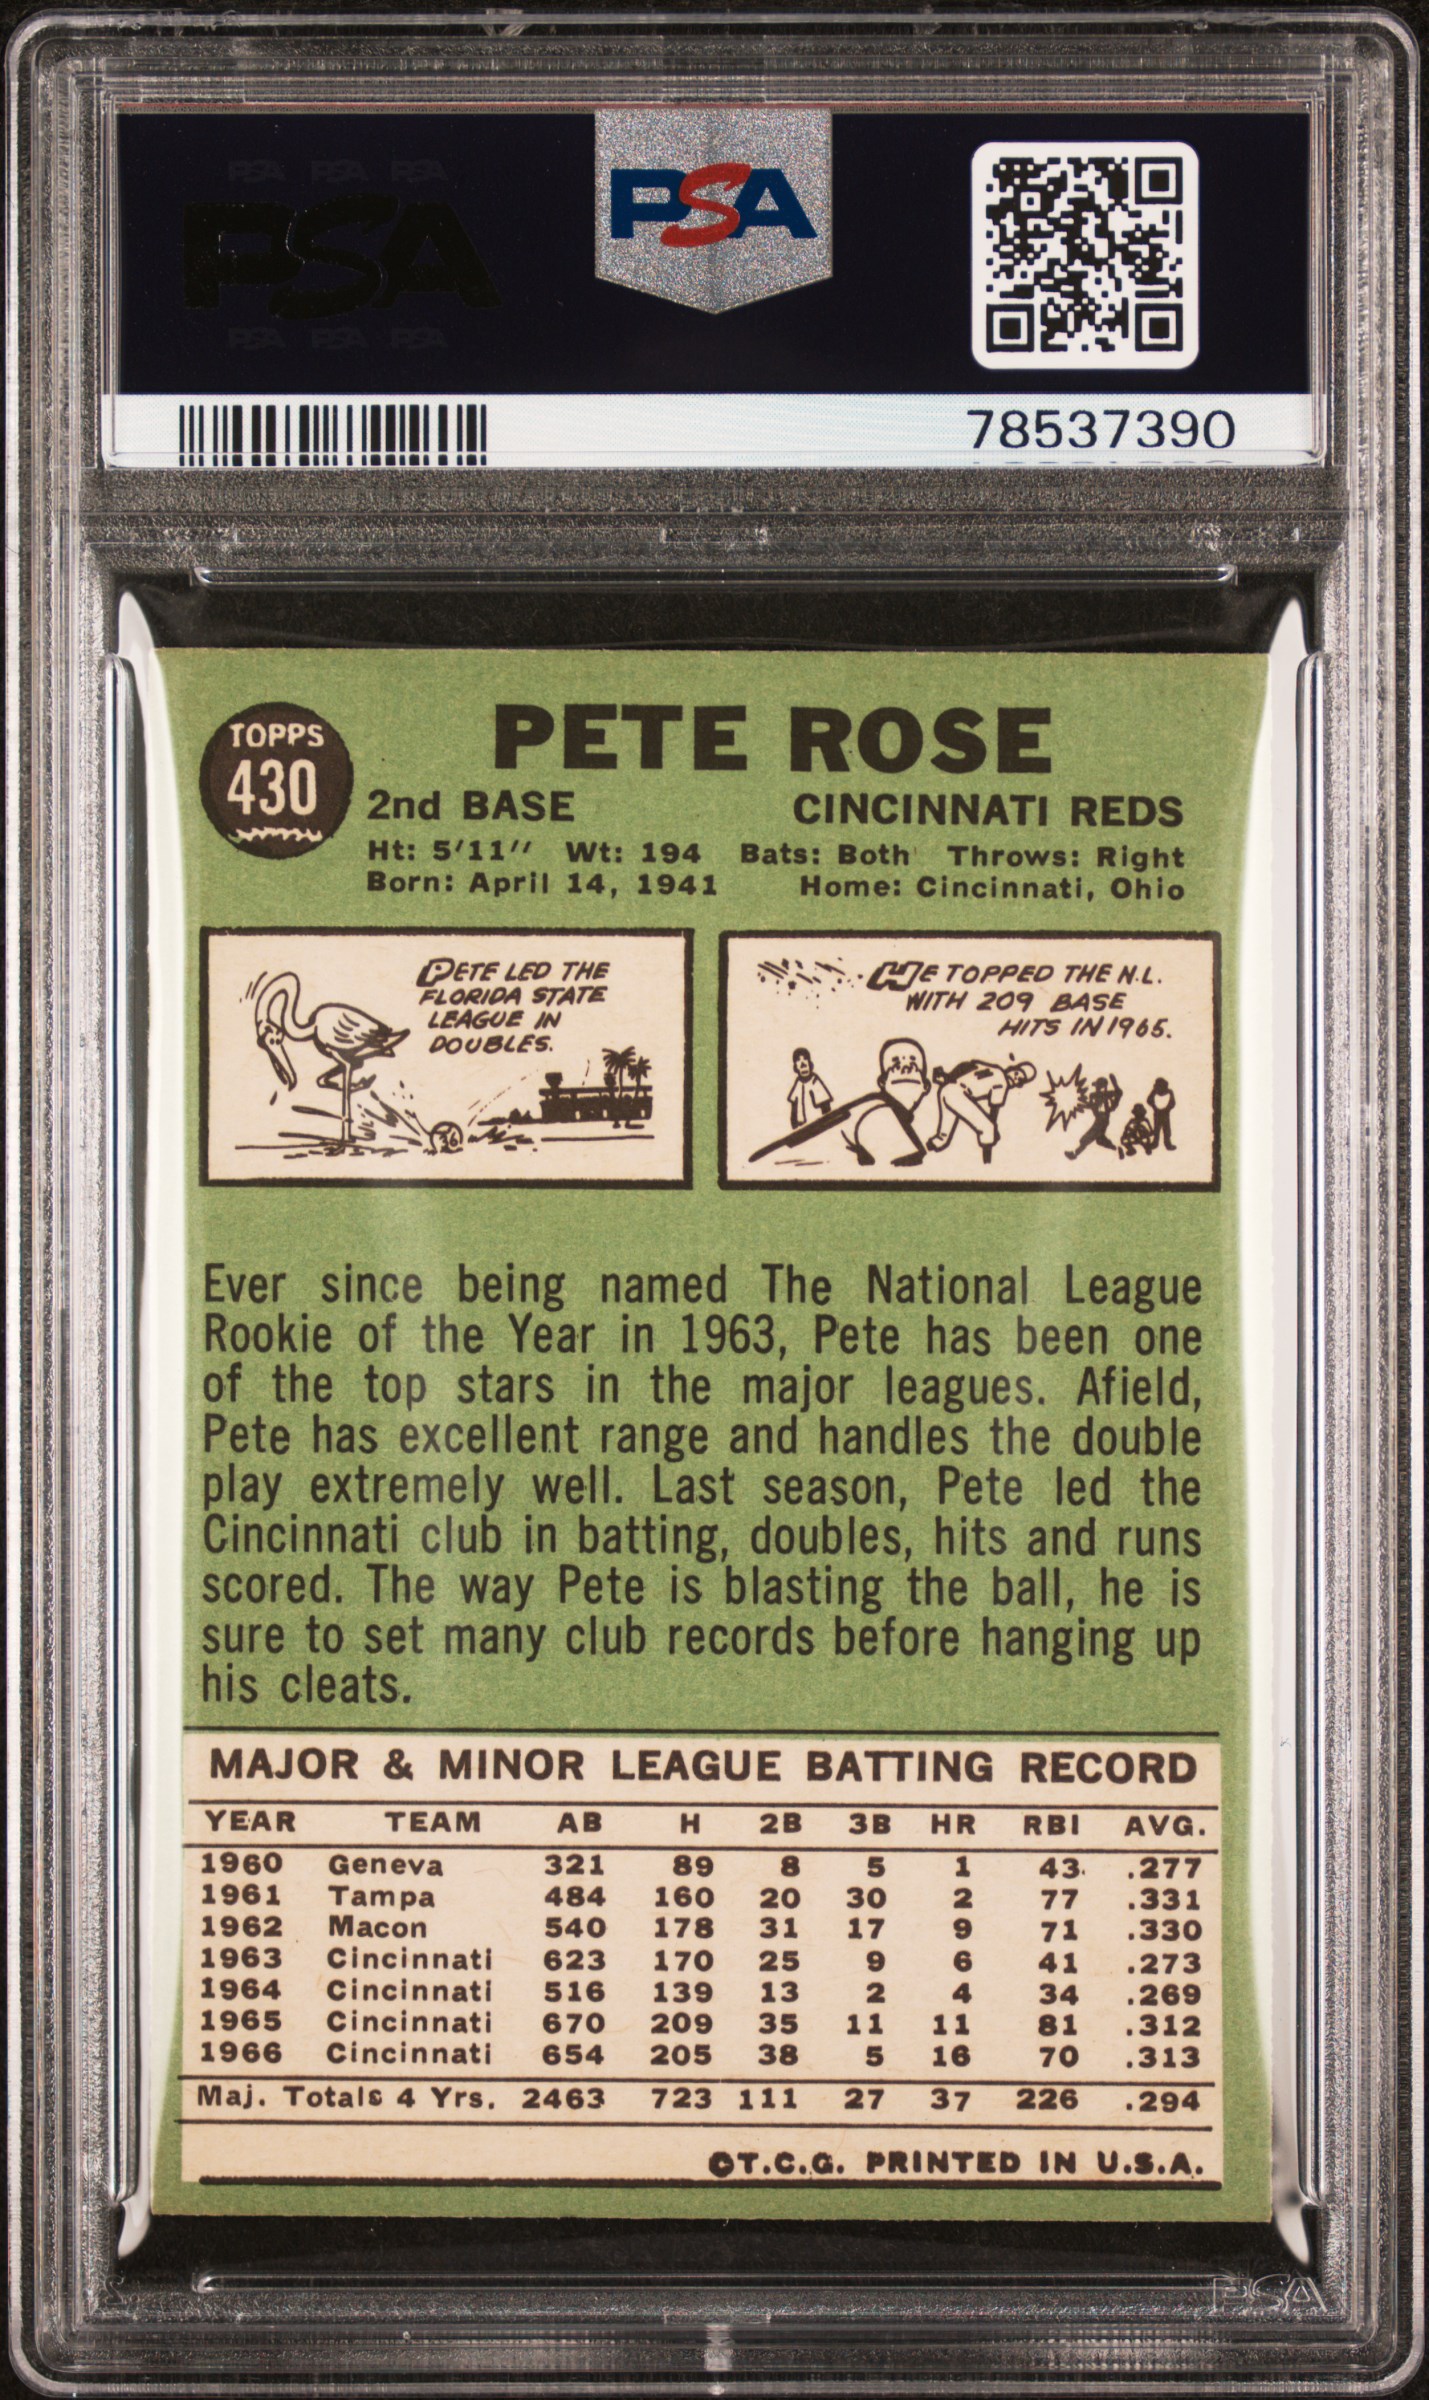 PSA PSA PSA
PSA
PSA PSA PSA
PSA
78537390
TOPPS
430
PETE ROSE
2nd BASE CINCINNATI REDS
Ht: 5'11'' Wt: 194 Bats: Both Throws: Right
Born: April 14, 1941 Home: Cincinnati, Ohio
PETE LED THE
FLORIDA STATE
LEAGUE IN
DOUBLES.
36
HE TOPPED THE N.L.
WITH 209 BASE
HITS IN 1965.
Ever since being named The National League
Rookie of the Year in 1963, Pete has been one
of the top stars in the major leagues. Afield,
Pete has excellent range and handles the double
play extremely well. Last season, Pete led the
Cincinnati club in batting, doubles, hits and runs
scored. The way Pete is blasting the ball, he is
sure to set many club records before hanging up
his cleats.
MAJOR & MINOR LEAGUE BATTING RECORD
YEAR TEAM AB H 2B 3B HR RBI AVG.
1960 Geneva 321 89 8 5 1 43 .277
1961 Tampa 484 160 20 30 2 77 .331
1962 Macon 540 178 31 17 9 71 .330
1963 Cincinnati 623 170 25 9 6 41 .273
1964 Cincinnati 516 139 13 2 4 34 .269
1965 Cincinnati 670 209 35 11 11 81 .312
1966 Cincinnati 654 205 38 5 16 70 .313
Maj. Totals 4 Yrs. 2463 723 111 27 37 226 .294
©T.C.G. PRINTED IN U.S.A.
PSA